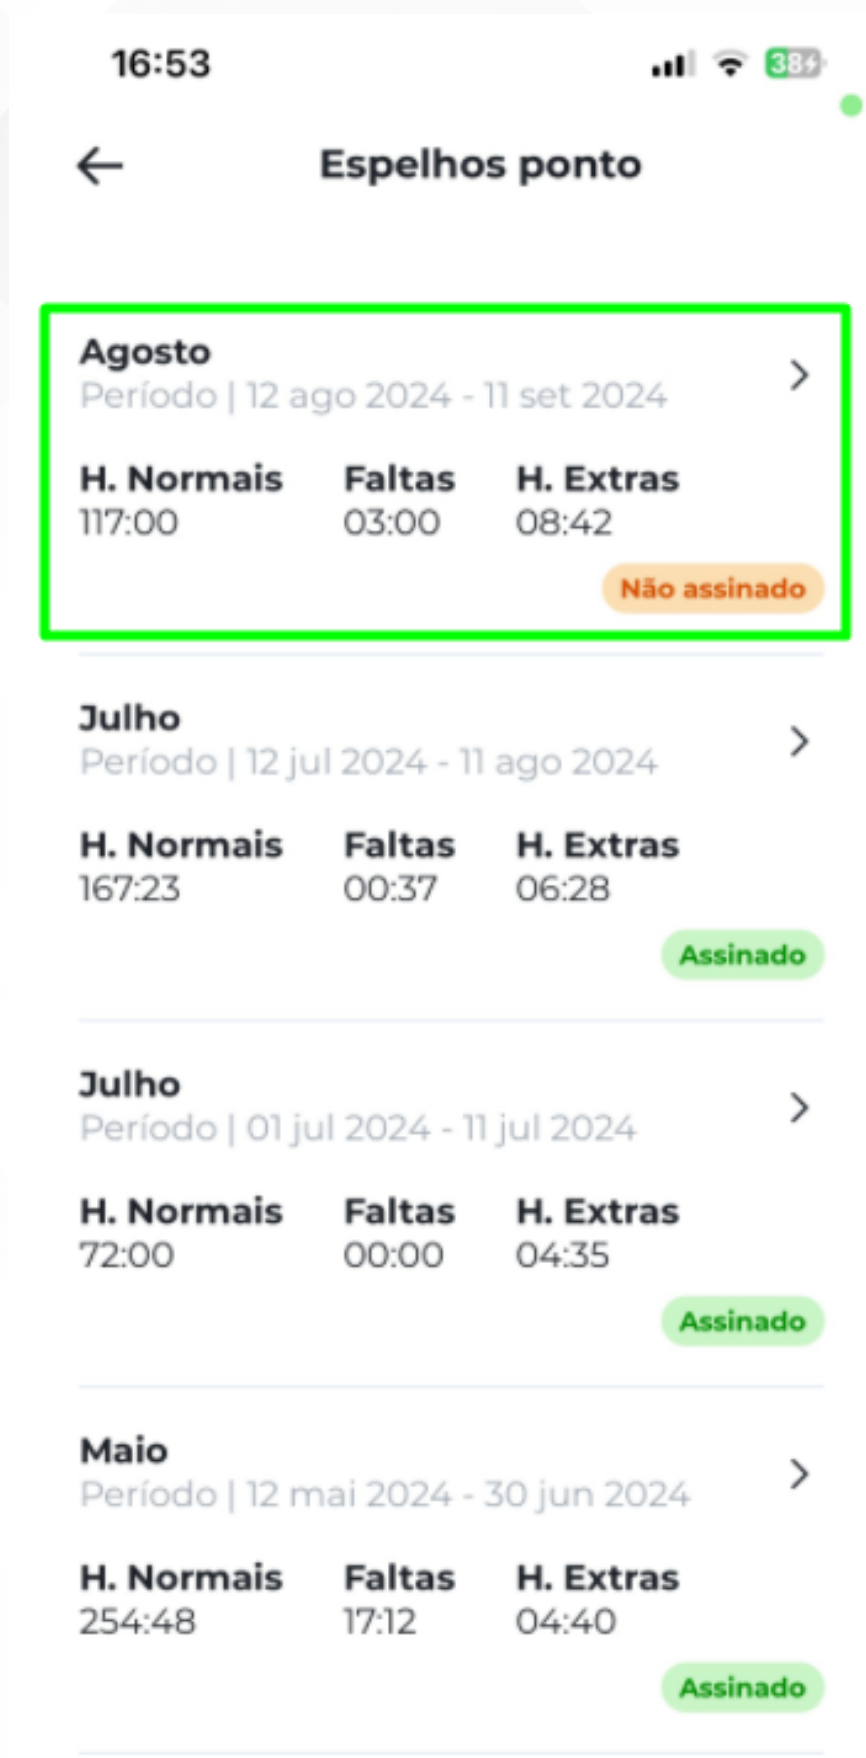 16:53 38
Espelhos ponto
Agosto
Período | 12 ago 2024 - 11 set 2024
H. Normais Faltas H. Extras
117:00 03:00 08:42
Não assinado
Julho
Período | 12 jul 2024 - 11 ago 2024
H. Normais Faltas H. Extras
167:23 00:37 06:28
Assinado
Julho
Período | 01 jul 2024 - 11 jul 2024
H. Normais Faltas H. Extras
72:00 00:00 04:35
Assinado
Maio
Período | 12 mai 2024 - 30 jun 2024
H. Normais Faltas H. Extras
254:48 17:12 04:40
Assinado